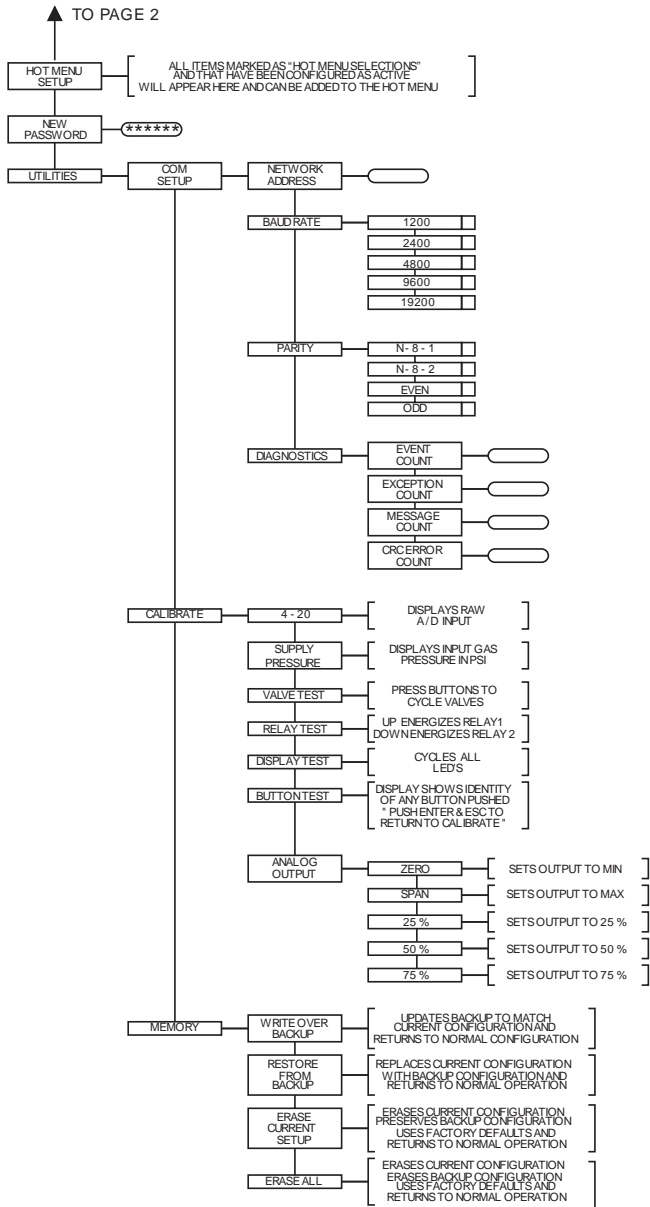 TO PAGE 2
HOT MENU
SETUP
ALL ITEMS MARKED AS “HOT MENU SELECTIONS”
AND THAT HAVE BEEN CONFIGURED AS ACTIVE
WILL APPEAR HERE AND CAN BE ADDED TO THE HOT MENU
NEW
PASSWORD
******
UTILITIES
COM
SETUP
NETWORK
ADDRESS
BAUD RATE
1200
2400
4800
9600
19200
PARITY
N - 8 - 1
N - 8 - 2
EVEN
ODD
DIAGNOSTICS
EVENT
COUNT
EXCEPTION
COUNT
MESSAGE
COUNT
CRC ERROR
COUNT
CALIBRATE
4 - 20
DISPLAYS RAW
A / D INPUT
SUPPLY
PRESSURE
DISPLAYS INPUT GAS
PRESSURE IN PSI
VALVE TEST
PRESS BUTTONS TO
CYCLE VALVES
RELAY TEST
UP ENERGIZES RELAY 1
DOWN ENERGIZES RELAY 2
DISPLAY TEST
CYCLES ALL
LED'S
BUTTON TEST
DISPLAY SHOWS IDENTITY
OF ANY BUTTON PUSHED
" PUSH ENTER & ESC TO
RETURN TO CALIBRATE "
ANALOG
OUTPUT
ZERO
SETS OUTPUT TO MIN
SPAN
SETS OUTPUT TO MAX
25 %
SETS OUTPUT TO 25 %
50 %
SETS OUTPUT TO 50 %
75 %
SETS OUTPUT TO 75 %
MEMORY
WRITE OVER
BACKUP
UPDATES BACKUP TO MATCH
CURRENT CONFIGURATION AND
RETURNS TO NORMAL CONFIGURATION
RESTORE
FROM
BACKUP
REPLACES CURRENT CONFIGURATION
WITH BACKUP CONFIGURATION AND
RETURNS TO NORMAL OPERATION
ERASE
CURRENT
SETUP
ERASES CURRENT CONFIGURATION
PRESERVES BACKUP CONFIGURATION
USES FACTORY DEFAULTS AND
RETURNS TO NORMAL OPERATION
ERASE ALL
ERASES CURRENT CONFIGURATION
ERASES BACKUP CONFIGURATION
USES FACTORY DEFAULTS AND
RETURNS TO NORMAL OPERATION